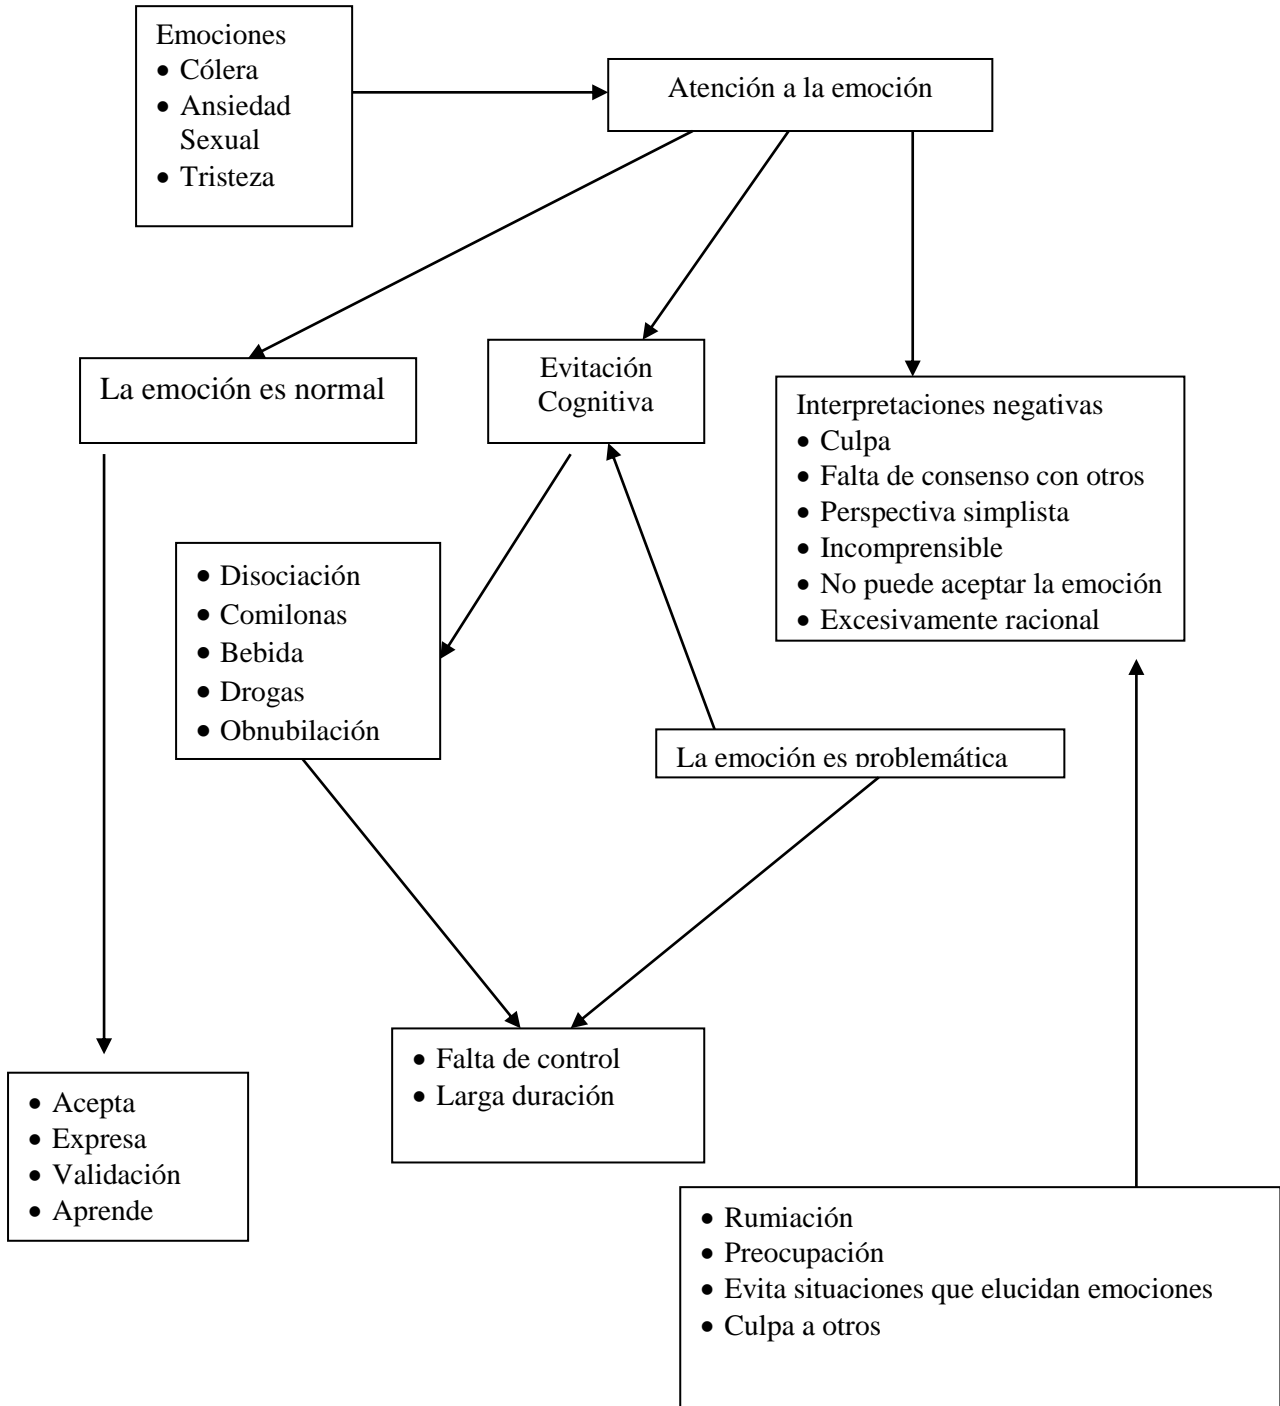 Emociones
• Cólera
• Ansiedad
Sexual
• Tristeza
Atención a la emoción
La emoción es normal
Evitación
Cognitiva
Interpretaciones negativas
• Culpa
• Falta de consenso con otros
• Perspectiva simplista
• Incomprensible
• No puede aceptar la emoción
• Excesivamente racional
• Disociación
• Comilonas
• Bebida
• Drogas
• Obnubilación
La emoción es problemática
• Falta de control
• Larga duración
• Acepta
• Expresa
• Validación
• Aprende
• Rumiación
• Preocupación
• Evita situaciones que elucidan emociones
• Culpa a otros